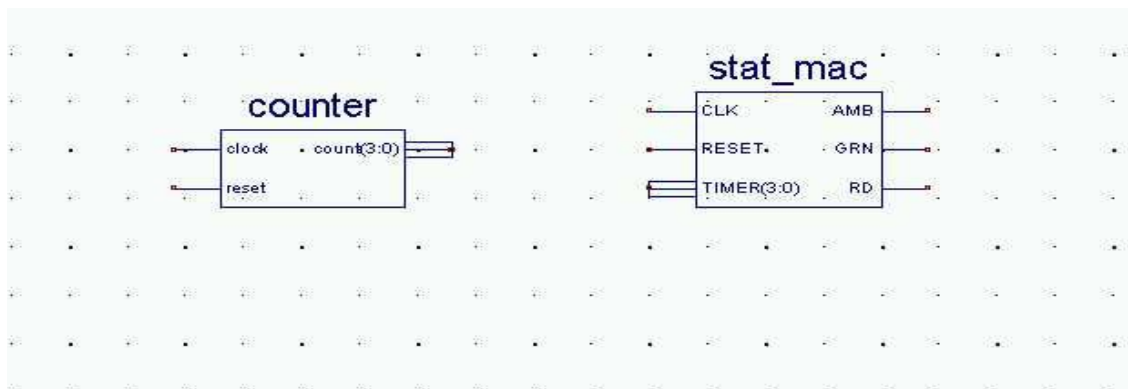 counter
clock count(3:0)
reset
stat_mac
CLK AMB
RESET GRN
TIMER(3:0) RD